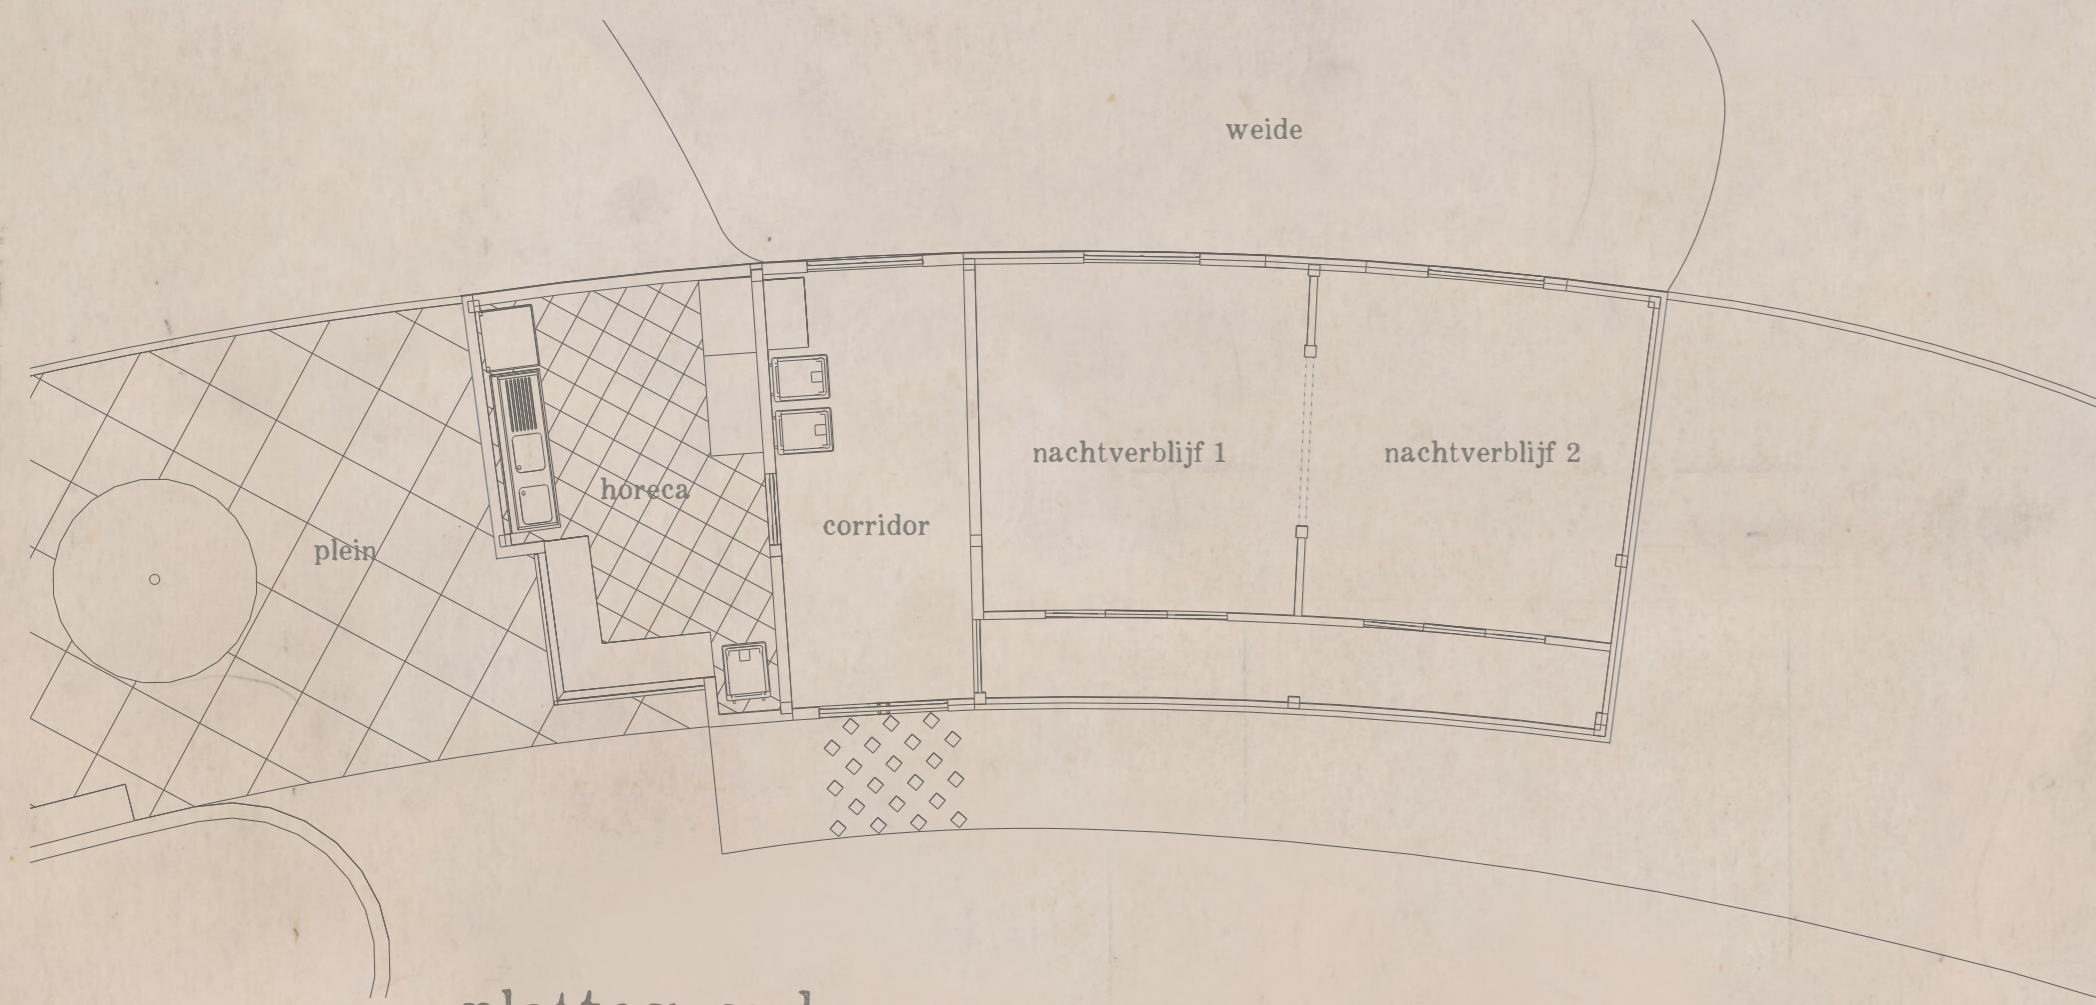 weide
nachtverblijf 1
nachtverblijf 2
horeca
corridor
plein